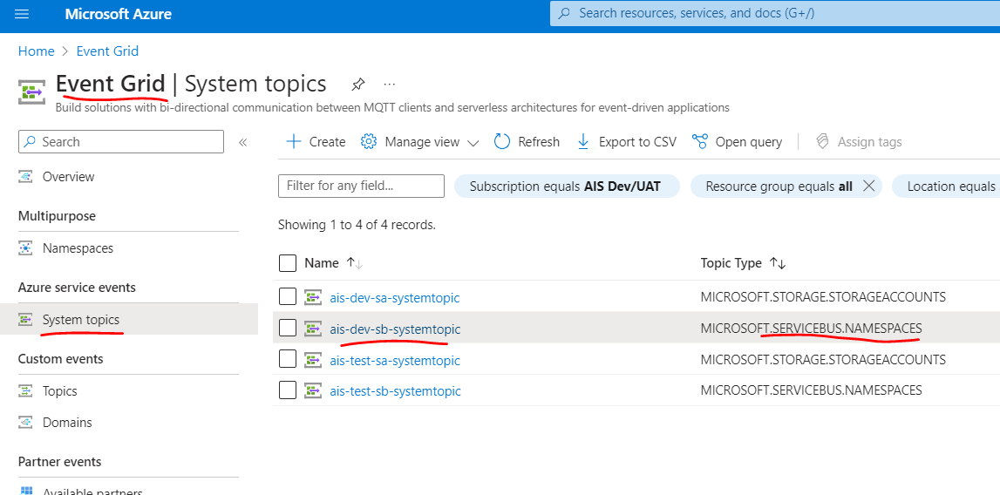 Microsoft Azure
Search resources, services, and docs (G+/)
Home > Event Grid
Event Grid | System topics
Build solutions with bi-directional communication between MQTT clients and serverless architectures for event-driven applications
Search
Overview
Multipurpose
Namespaces
Azure service events
System topics
Custom events
Topics
Domains
Partner events
Available partners
Create Manage view Refresh Export to CSV Open query Assign tags
Filter for any field... Subscription equals AIS Dev/UAT Resource group equals all Location equals
Showing 1 to 4 of 4 records.
Name Topic Type
ais-dev-sa-systemtopic MICROSOFT.STORAGE.STORAGEACCOUNTS
ais-dev-sb-systemtopic MICROSOFT.SERVICEBUS.NAMESPACES
ais-test-sa-systemtopic MICROSOFT.STORAGE.STORAGEACCOUNTS
ais-test-sb-systemtopic MICROSOFT.SERVICEBUS.NAMESPACES